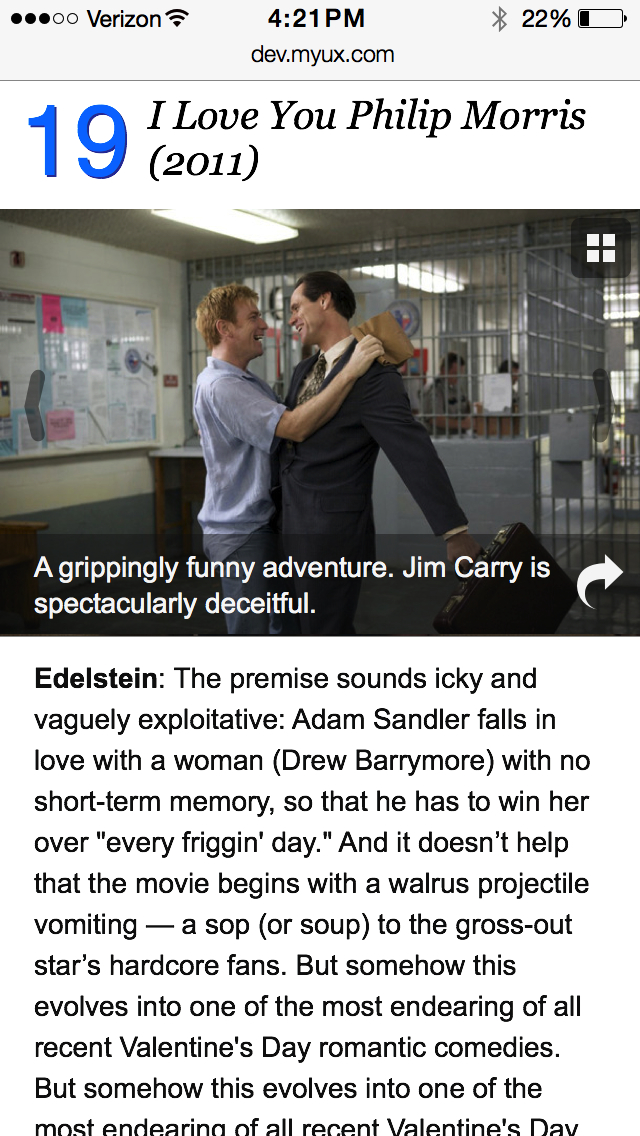 Verizon 4:21PM 22%
dev.myux.com
19 I Love You Philip Morris
(2011)
A grippingly funny adventure. Jim Carry is
spectacularly deceitful.
Edelstein: The premise sounds icky and
vaguely exploitative: Adam Sandler falls in
love with a woman (Drew Barrymore) with no
short-term memory, so that he has to win her
over "every friggin' day." And it doesn’t help
that the movie begins with a walrus projectile
vomiting — a sop (or soup) to the gross-out
star’s hardcore fans. But somehow this
evolves into one of the most endearing of all
recent Valentine's Day romantic comedies.
But somehow this evolves into one of the
most endearing of all recent Valentine's Day